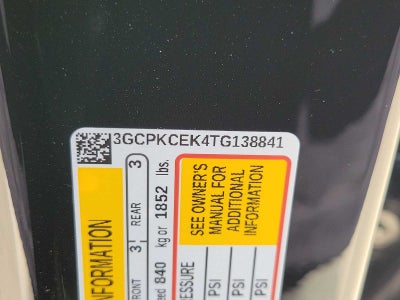 3GCPKCEK4TG138841
INFORMATION
FRONT 3 REAR 3
840 kg or 1852 lbs.
SEE OWNER'S
MANUAL FOR
ADDITIONAL
INFORMATION
PSI
PSI
PSI